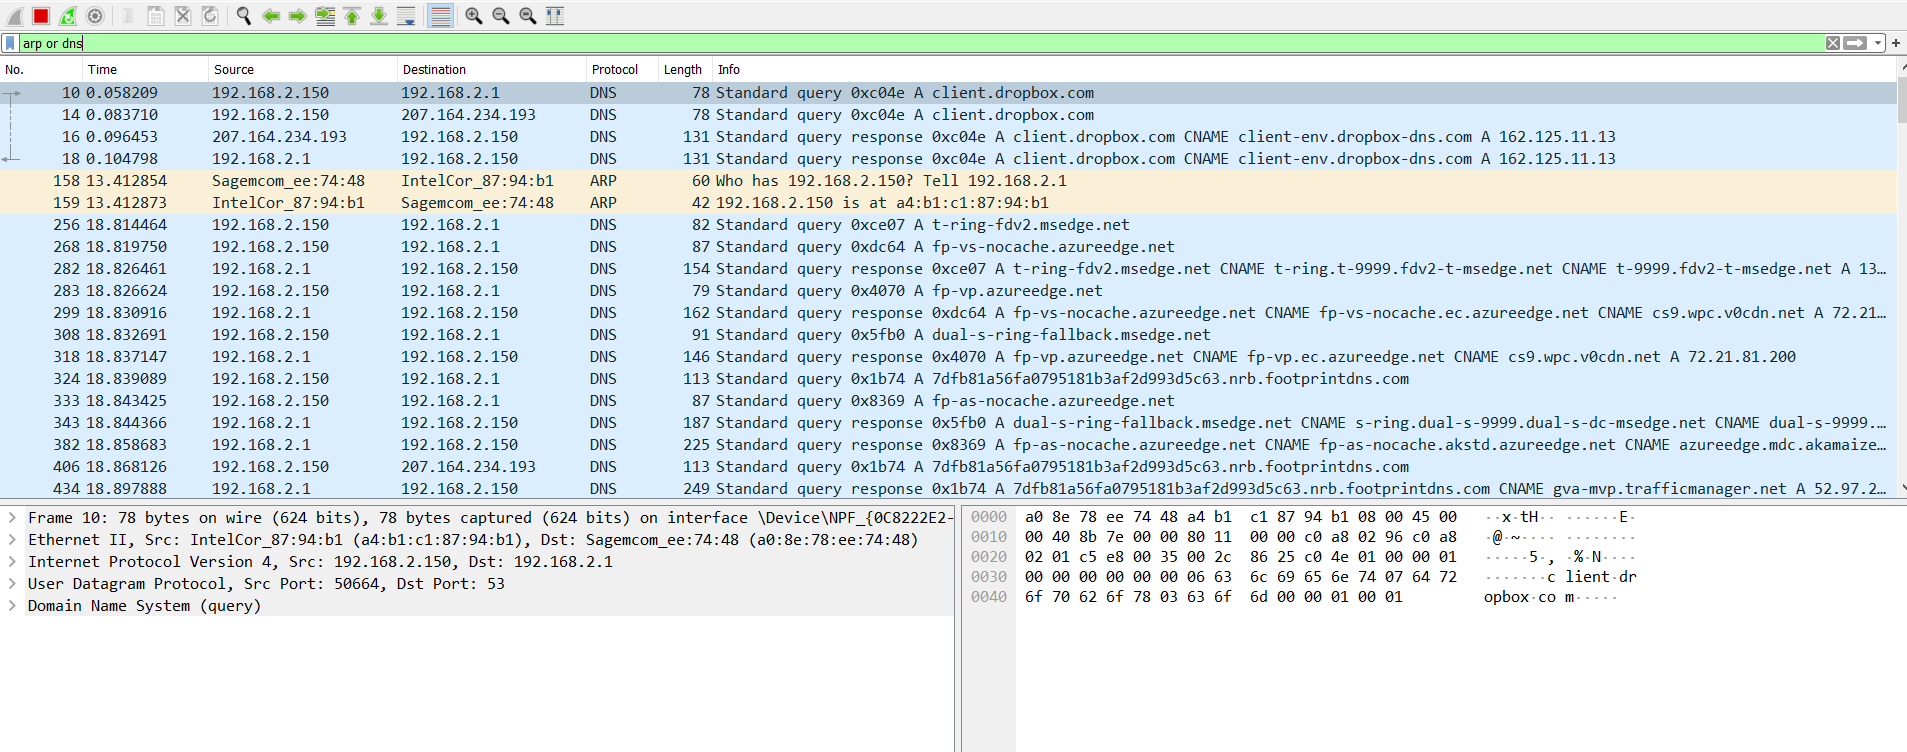 arp or dns
No. Time Source Destination Protocol Length Info
10 0.058209 192.168.2.150 192.168.2.1 DNS 78 Standard query 0xc04e A client.dropbox.com
14 0.083710 192.168.2.150 207.164.234.193 DNS 78 Standard query 0xc04e A client.dropbox.com
16 0.096453 207.164.234.193 192.168.2.150 DNS 131 Standard query response 0xc04e A client.dropbox.com CNAME client-env.dropbox-dns.com A 162.125.11.13
18 0.104798 192.168.2.1 192.168.2.150 DNS 131 Standard query response 0xc04e A client.dropbox.com CNAME client-env.dropbox-dns.com A 162.125.11.13
158 13.412854 Sagemcom_ee:74:48 IntelCor_87:94:b1 ARP 60 Who has 192.168.2.150? Tell 192.168.2.1
159 13.412873 IntelCor_87:94:b1 Sagemcom_ee:74:48 ARP 42 192.168.2.150 is at a4:b1:c1:87:94:b1
256 18.814464 192.168.2.150 192.168.2.1 DNS 82 Standard query 0xce07 A t-ring-fdv2.msedge.net
268 18.819750 192.168.2.150 192.168.2.1 DNS 87 Standard query 0xdc64 A fp-vs-nocache.azureedge.net
282 18.826461 192.168.2.1 192.168.2.150 DNS 154 Standard query response 0xce07 A t-ring-fdv2.msedge.net CNAME t-ring.t-9999.fdv2-t-msedge.net CNAME t-9999.fdv2-t-msedge.net A 13…
283 18.826624 192.168.2.150 192.168.2.1 DNS 79 Standard query 0x4070 A fp-vp.azureedge.net
299 18.830916 192.168.2.1 192.168.2.150 DNS 162 Standard query response 0xdc64 A fp-vs-nocache.azureedge.net CNAME fp-vs-nocache.ec.azureedge.net CNAME cs9.wpc.v0cdn.net A 72.21…
308 18.832691 192.168.2.150 192.168.2.1 DNS 91 Standard query 0x5fb0 A dual-s-ring-fallback.msedge.net
318 18.837147 192.168.2.1 192.168.2.150 DNS 146 Standard query response 0x4070 A fp-vp.azureedge.net CNAME fp-vp.ec.azureedge.net CNAME cs9.wpc.v0cdn.net A 72.21.81.200
324 18.839089 192.168.2.150 192.168.2.1 DNS 113 Standard query 0x1b74 A 7dfb81a56fa0795181b3af2d993d5c63.nrb.footprintdns.com
333 18.843425 192.168.2.150 192.168.2.1 DNS 87 Standard query 0x8369 A fp-as-nocache.azureedge.net
343 18.844366 192.168.2.1 192.168.2.150 DNS 187 Standard query response 0x5fb0 A dual-s-ring-fallback.msedge.net CNAME s-ring.dual-s-9999.dual-s-dc-msedge.net CNAME dual-s-9999.…
382 18.858683 192.168.2.1 192.168.2.150 DNS 225 Standard query response 0x8369 A fp-as-nocache.azureedge.net CNAME fp-as-nocache.akstd.azureedge.net CNAME azureedge.mdc.akamaize…
406 18.868126 192.168.2.150 207.164.234.193 DNS 113 Standard query 0x1b74 A 7dfb81a56fa0795181b3af2d993d5c63.nrb.footprintdns.com
434 18.897888 192.168.2.1 192.168.2.150 DNS 249 Standard query response 0x1b74 A 7dfb81a56fa0795181b3af2d993d5c63.nrb.footprintdns.com CNAME gva-mvp.trafficmanager.net A 52.97.2…
Frame 10: 78 bytes on wire (624 bits), 78 bytes captured (624 bits) on interface \Device\NPF_{0C8222E2-
Ethernet II, Src: IntelCor_87:94:b1 (a4:b1:c1:87:94:b1), Dst: Sagemcom_ee:74:48 (a0:8e:78:ee:74:48)
Internet Protocol Version 4, Src: 192.168.2.150, Dst: 192.168.2.1
User Datagram Protocol, Src Port: 50664, Dst Port: 53
Domain Name System (query)
0000 a0 8e 78 ee 74 48 a4 b1 c1 87 94 b1 08 00 45 00 ··x·tH·· ······E·
0010 00 40 8b 7e 00 00 80 11 00 00 c0 a8 02 96 c0 a8 ·@·~···· ········
0020 02 01 c5 e8 00 35 00 2c 86 25 c0 4e 01 00 00 01 ·····5·, ·%·N····
0030 00 00 00 00 00 00 06 63 6c 69 65 6e 74 07 64 72 ·······c lient·dr
0040 6f 70 62 6f 78 03 63 6f 6d 00 00 01 00 01 opbox·co m·····